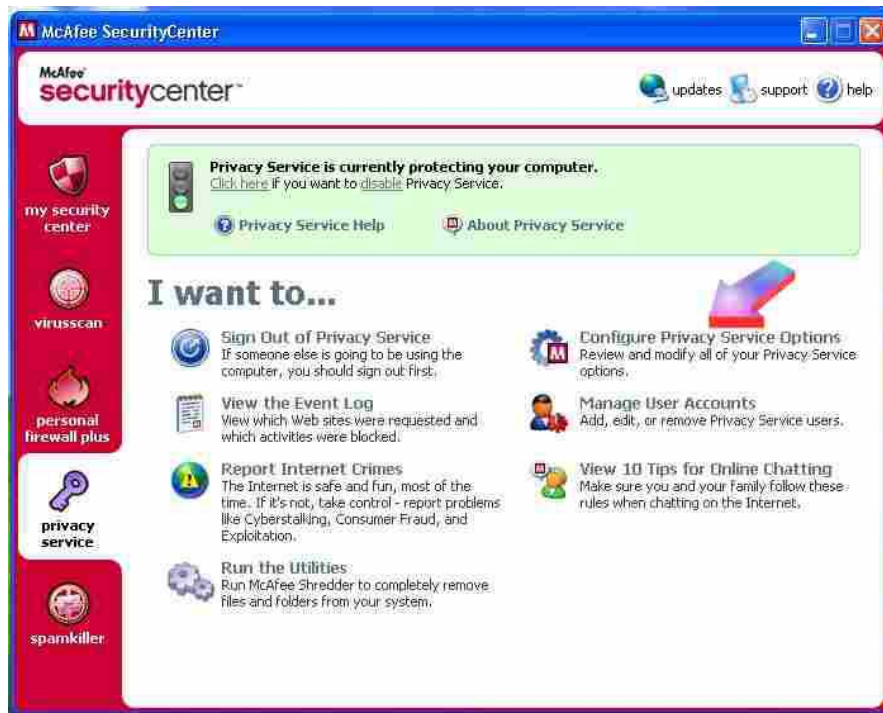 McAfee SecurityCenter
McAfee
securitycenter™
updates support help
my security
center
virusscan
personal
firewall plus
privacy
service
spamkiller
Privacy Service is currently protecting your computer.
Click here if you want to disable Privacy Service.
Privacy Service Help
About Privacy Service
I want to...
Sign Out of Privacy Service
If someone else is going to be using the
computer, you should sign out first.
View the Event Log
View which Web sites were requested and
which activities were blocked.
Report Internet Crimes
The Internet is safe and fun, most of the
time. If it's not, take control - report problems
like Cyberstalking, Consumer Fraud, and
Exploitation.
Run the Utilities
Run McAfee Shredder to completely remove
files and folders from your system.
Configure Privacy Service Options
Review and modify all of your Privacy Service
options.
Manage User Accounts
Add, edit, or remove Privacy Service users.
View 10 Tips for Online Chatting
Make sure you and your family follow these
rules when chatting on the Internet.